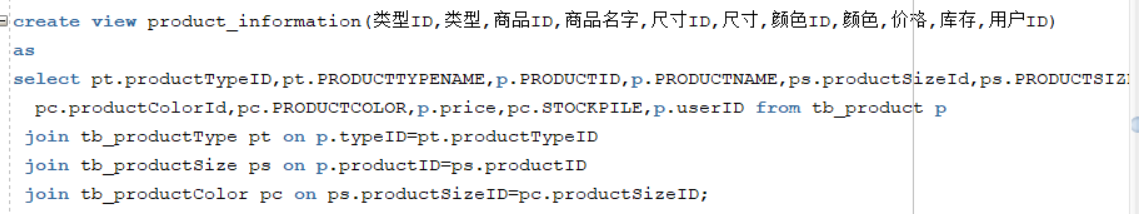 create view product_information(类型ID,类型,商品ID,商品名字,尺寸ID,尺寸,颜色ID,颜色,价格,库存,用户ID)
as
select pt.productTypeID,pt.PRODUCTTYPENAME,p.PRODUCTID,p.PRODUCTNAME,ps.productSizeId,ps.PRODUCTSIZ
pc.productColorId,pc.PRODUCTCOLOR,p.price,pc.STOCKPILE,p.userID from tb_product p
join tb_productType pt on p.typeID=pt.productTypeID
join tb_productSize ps on p.productID=ps.productID
join tb_productColor pc on ps.productSizeID=pc.productSizeID;